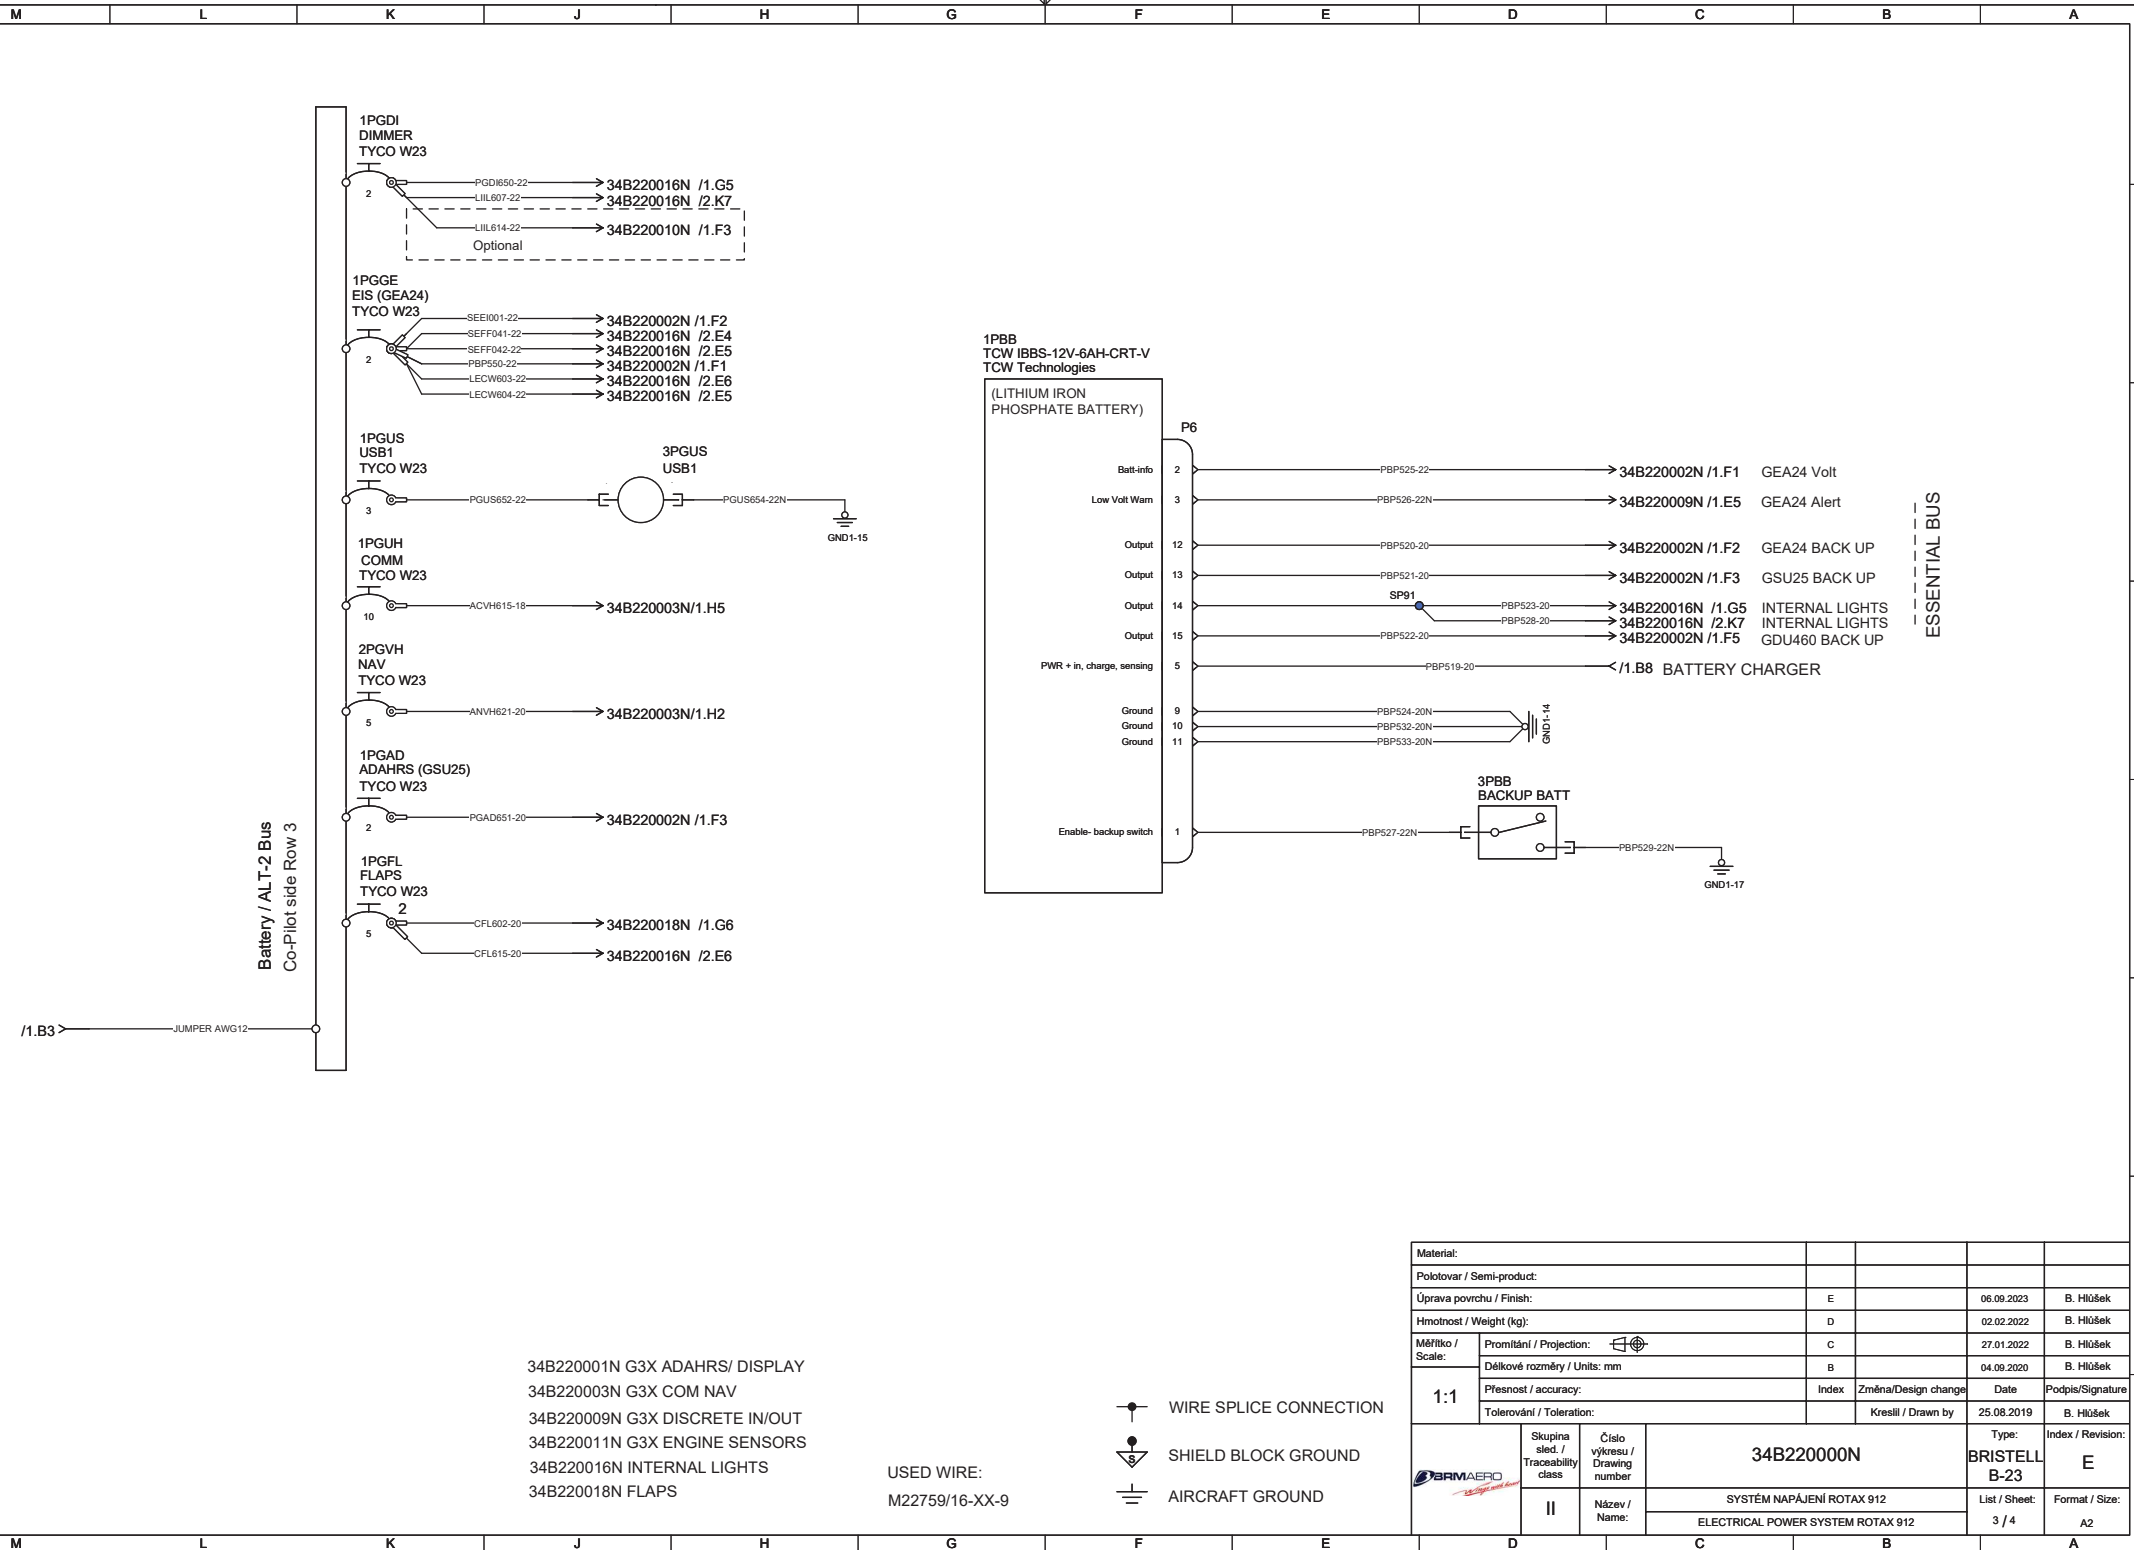 M L K J H G F E D C B A
1PGDI
DIMMER
TYCO W23
2
PGDI650-22 34B220016N /1.G5
LIIL607-22 34B220016N /2.K7
LIIL614-22 34B220010N /1.F3
Optional
1PGGE
EIS (GEA24)
TYCO W23
2
SEEI001-22 34B220002N /1.F2
SEFF041-22 34B220016N /2.E4
SEFF042-22 34B220016N /2.E5
PBP550-22 34B220002N /1.F1
LECW603-22 34B220016N /2.E6
LECW604-22 34B220016N /2.E5
1PGUS
USB1
TYCO W23
3
PGUS652-22
3PGUS
USB1
PGUS654-22N
GND1-15
1PGUH
COMM
TYCO W23
10
ACVH615-18 34B220003N/1.H5
2PGVH
NAV
TYCO W23
5
ANVH621-20 34B220003N/1.H2
1PGAD
ADAHRS (GSU25)
TYCO W23
2
PGAD651-20 34B220002N /1.F3
1PGFL
FLAPS
TYCO W23
2
5
CFL602-20 34B220018N /1.G6
CFL615-20 34B220016N /2.E6
Battery / ALT-2 Bus
Co-Pilot side Row 3
/1.B3 JUMPER AWG12
1PBB
TCW IBBS-12V-6AH-CRT-V
TCW Technologies
(LITHIUM IRON
PHOSPHATE BATTERY)
P6
Batt-info 2 PBP525-22 34B220002N /1.F1 GEA24 Volt
Low Volt Warn 3 PBP526-22N 34B220009N /1.E5 GEA24 Alert
Output 12 PBP520-20 34B220002N /1.F2 GEA24 BACK UP
Output 13 PBP521-20 34B220002N /1.F3 GSU25 BACK UP
SP91
Output 14 PBP523-20 34B220016N /1.G5 INTERNAL LIGHTS
PBP528-20 34B220016N /2.K7 INTERNAL LIGHTS
Output 15 PBP522-20 34B220002N /1.F5 GDU460 BACK UP
PWR + in, charge, sensing 5 PBP519-20 /1.B8 BATTERY CHARGER
ESSENTIAL BUS
Ground 9 PBP524-20N
Ground 10 PBP532-20N
Ground 11 PBP533-20N
GND1-14
3PBB
BACKUP BATT
Enable- backup switch 1 PBP527-22N
PBP529-22N
GND1-17
34B220001N G3X ADAHRS/ DISPLAY
34B220003N G3X COM NAV
34B220009N G3X DISCRETE IN/OUT
34B220011N G3X ENGINE SENSORS
34B220016N INTERNAL LIGHTS
34B220018N FLAPS
USED WIRE:
M22759/16-XX-9
WIRE SPLICE CONNECTION
S
SHIELD BLOCK GROUND
AIRCRAFT GROUND
Material:
Polotovar / Semi-product:
Úprava povrchu / Finish: E 06.09.2023 B. Hlůšek
Hmotnost / Weight (kg): D 02.02.2022 B. Hlůšek
Měřítko /
Scale:
1:1
Promítání / Projection: C 27.01.2022 B. Hlůšek
Délkové rozměry / Units: mm B 04.09.2020 B. Hlůšek
Přesnost / accuracy: Index Změna/Design change Date Podpis/Signature
Tolerování / Toleration: Kreslil / Drawn by 25.08.2019 B. Hlůšek
BRMAERO
Skupina
sled. /
Traceability
class
II
Číslo
výkresu /
Drawing
number
34B220000N
Type:
BRISTELL
B-23
Index / Revision:
E
Název /
Name:
SYSTÉM NAPÁJENÍ ROTAX 912
ELECTRICAL POWER SYSTEM ROTAX 912
List / Sheet:
3 / 4
Format / Size:
A2
M L K J H G F E D C B A